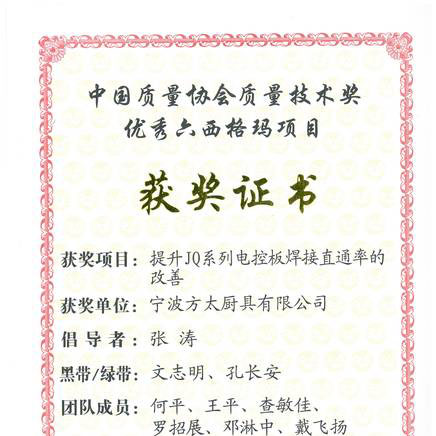 中国质量协会质量技术奖
优秀六西格玛项目
获奖证书
获奖项目：提升JQ系列电控板焊接直通率的
改善
获奖单位：宁波方太厨具有限公司
倡导者：张 涛
黑带/绿带：文志明、孔长安
团队成员：何平、王平、查敏佳、
罗招展、邓淋中、戴飞扬